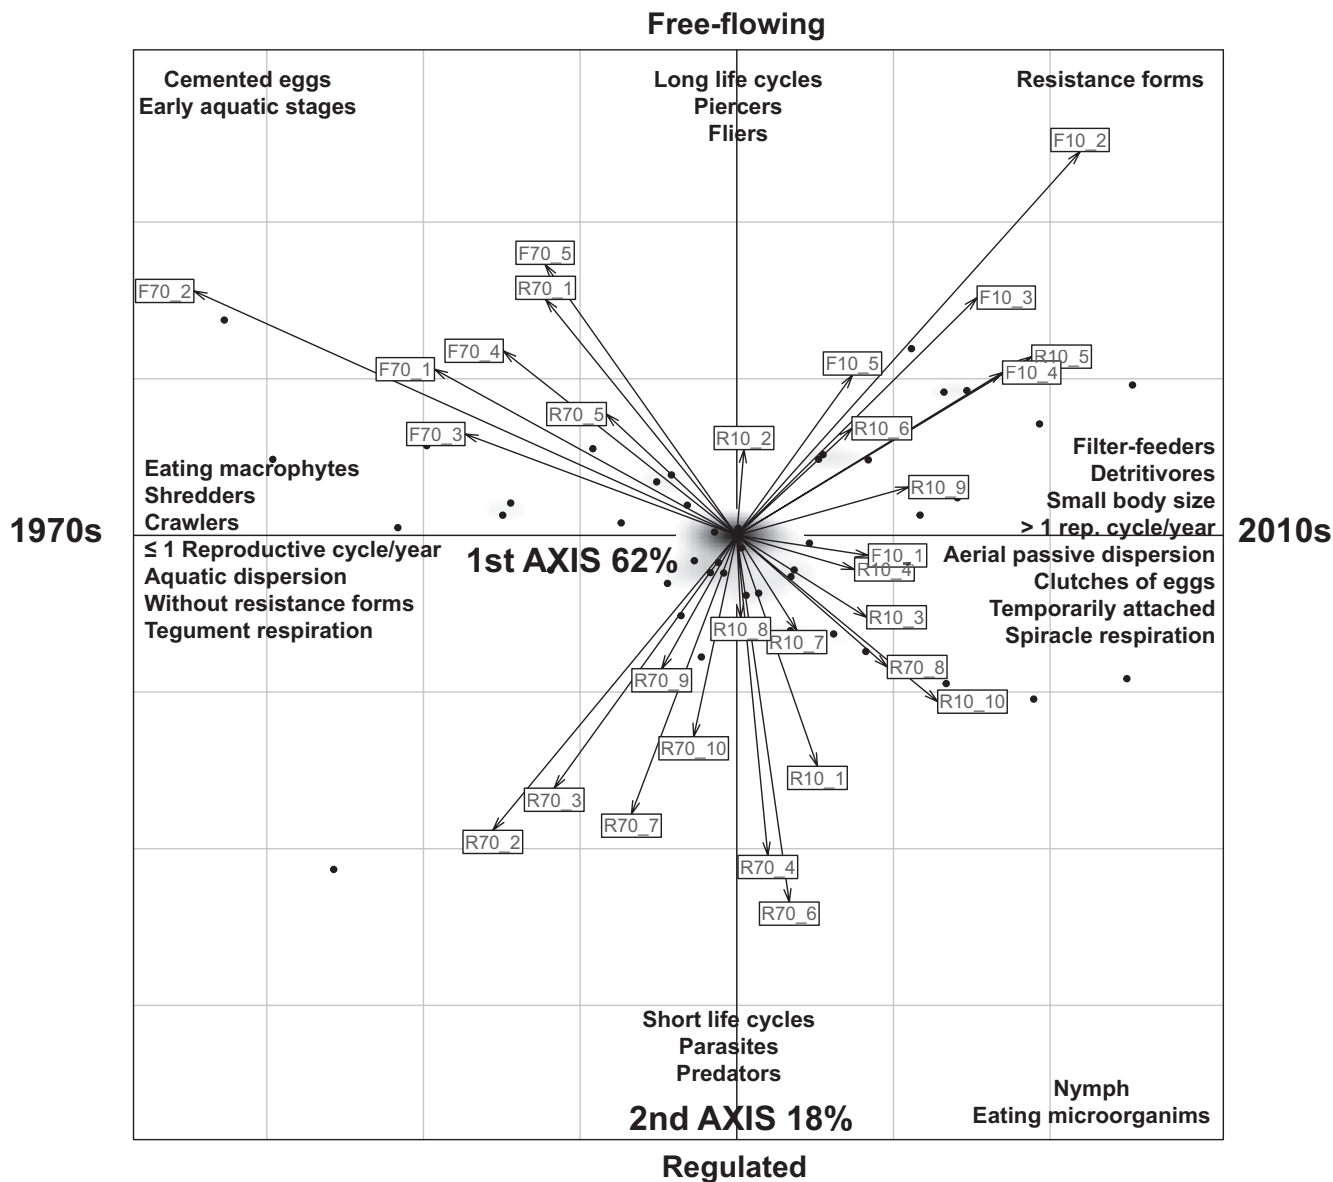 Free-flowing
Cemented eggs
Early aquatic stages
Long life cycles
Piercers
Fliers
Resistance forms
F10_2
F70_5
F70_2
R70_1
F10_3
F70_4
F70_1
F10_5
R10_5
F10_4
R70_5
F70_3
R10_2
R10_6
R10_9
Eating macrophytes
Shredders
Crawlers
≤ 1 Reproductive cycle/year
Aquatic dispersion
Without resistance forms
Tegument respiration
Filter-feeders
Detritivores
Small body size
> 1 rep. cycle/year
Aerial passive dispersion
Clutches of eggs
Temporarily attached
Spiracle respiration
1970s
2010s
1st AXIS 62%
F10_1
R10_4
R10_3
R10_8
R10_7
R70_8
R70_9
R10_10
R70_10
R10_1
R70_3
R70_7
R70_2
R70_4
R70_6
Short life cycles
Parasites
Predators
2nd AXIS 18%
Nymph
Eating microorganims
Regulated